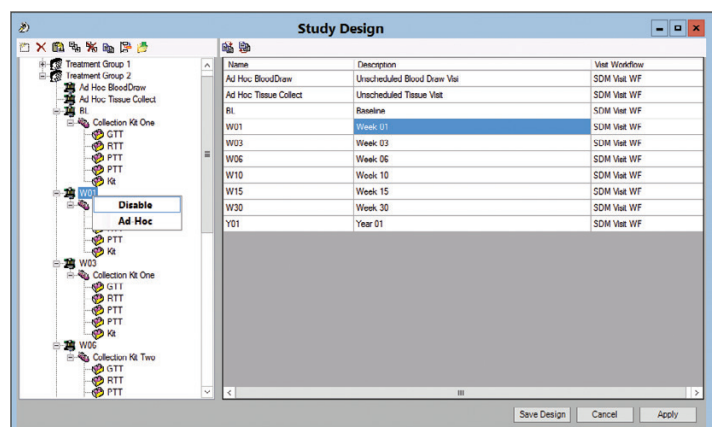 Study Design
Treatment Group 1
Treatment Group 2
Ad Hoc BloodDraw
Ad Hoc Tissue Collect
BL
Collection Kit One
GTT
RTT
PTT
PTT
Kit
W01
Disable
Ad-Hoc
PTT
Kit
W03
Collection Kit One
GTT
RTT
PTT
PTT
Kit
W06
Collection Kit Two
GTT
RTT
PTT
Name Description Visit Workflow
Ad Hoc BloodDraw Unscheduled Blood Draw Visi SDM Visit WF
Ad Hoc Tissue Collect Unscheduled Tissue Visit SDM Visit WF
BL Baseline SDM Visit WF
W01 Week 01 SDM Visit WF
W03 Week 03 SDM Visit WF
W06 Week 06 SDM Visit WF
W10 Week 10 SDM Visit WF
W15 Week 15 SDM Visit WF
W30 Week 30 SDM Visit WF
Y01 Year 01 SDM Visit WF
Save Design Cancel Apply